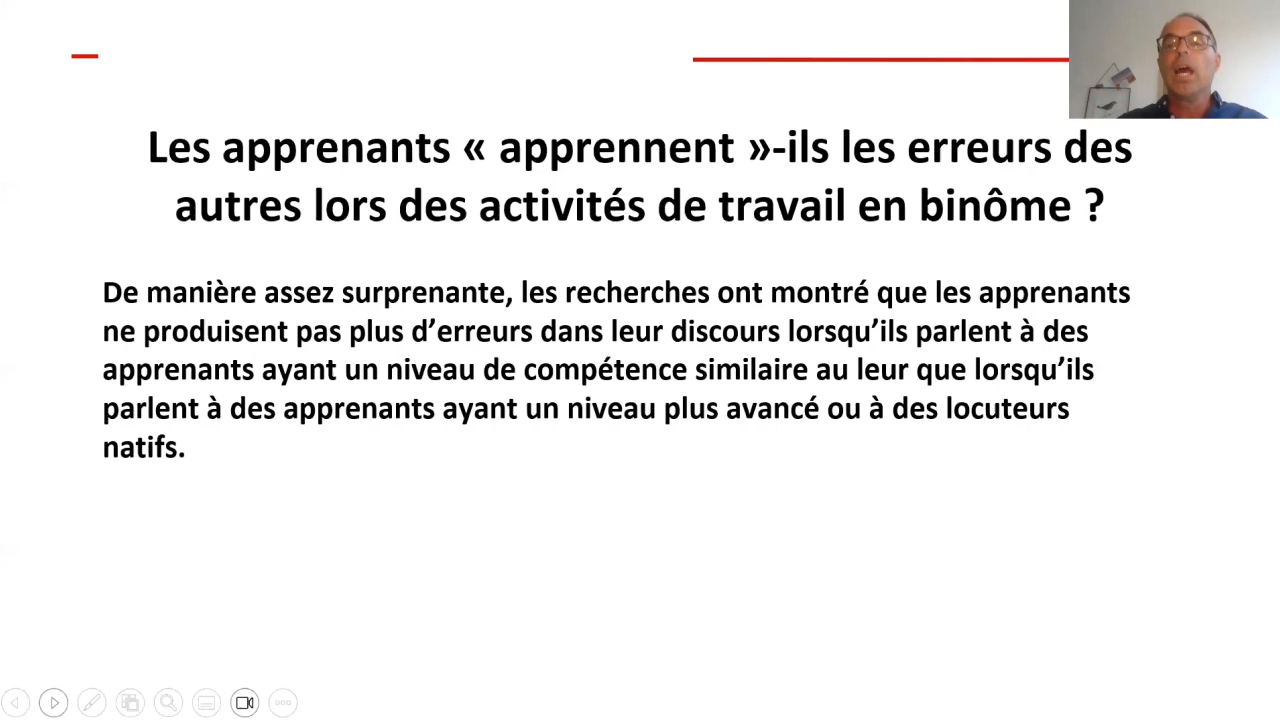 Les apprenants « apprennent »-ils les erreurs des
autres lors des activités de travail en binôme ?
De manière assez surprenante, les recherches ont montré que les apprenants
ne produisent pas plus d’erreurs dans leur discours lorsqu’ils parlent à des
apprenants ayant un niveau de compétence similaire au leur que lorsqu’ils
parlent à des apprenants ayant un niveau plus avancé ou à des locuteurs
natifs.